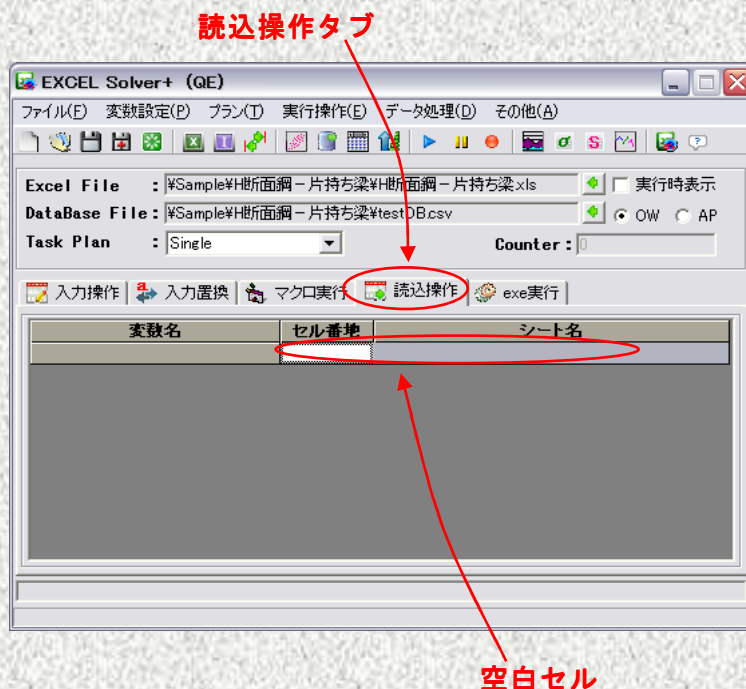 読込操作タブ
EXCEL Solver+ (QE)
ファイル(F) 変数設定(P) プラン(T) 実行操作(E) データ処理(D) その他(A)
Excel File : ¥Sample¥H断面鋼－片持ち梁¥H断面鋼－片持ち梁.xls 実行時表示
DataBase File : ¥Sample¥H断面鋼－片持ち梁¥testDB.csv OW AP
Task Plan : Single Counter : 0
入力操作 入力置換 マクロ実行 読込操作 exe実行
変数名 セル番地 シート名
空白セル